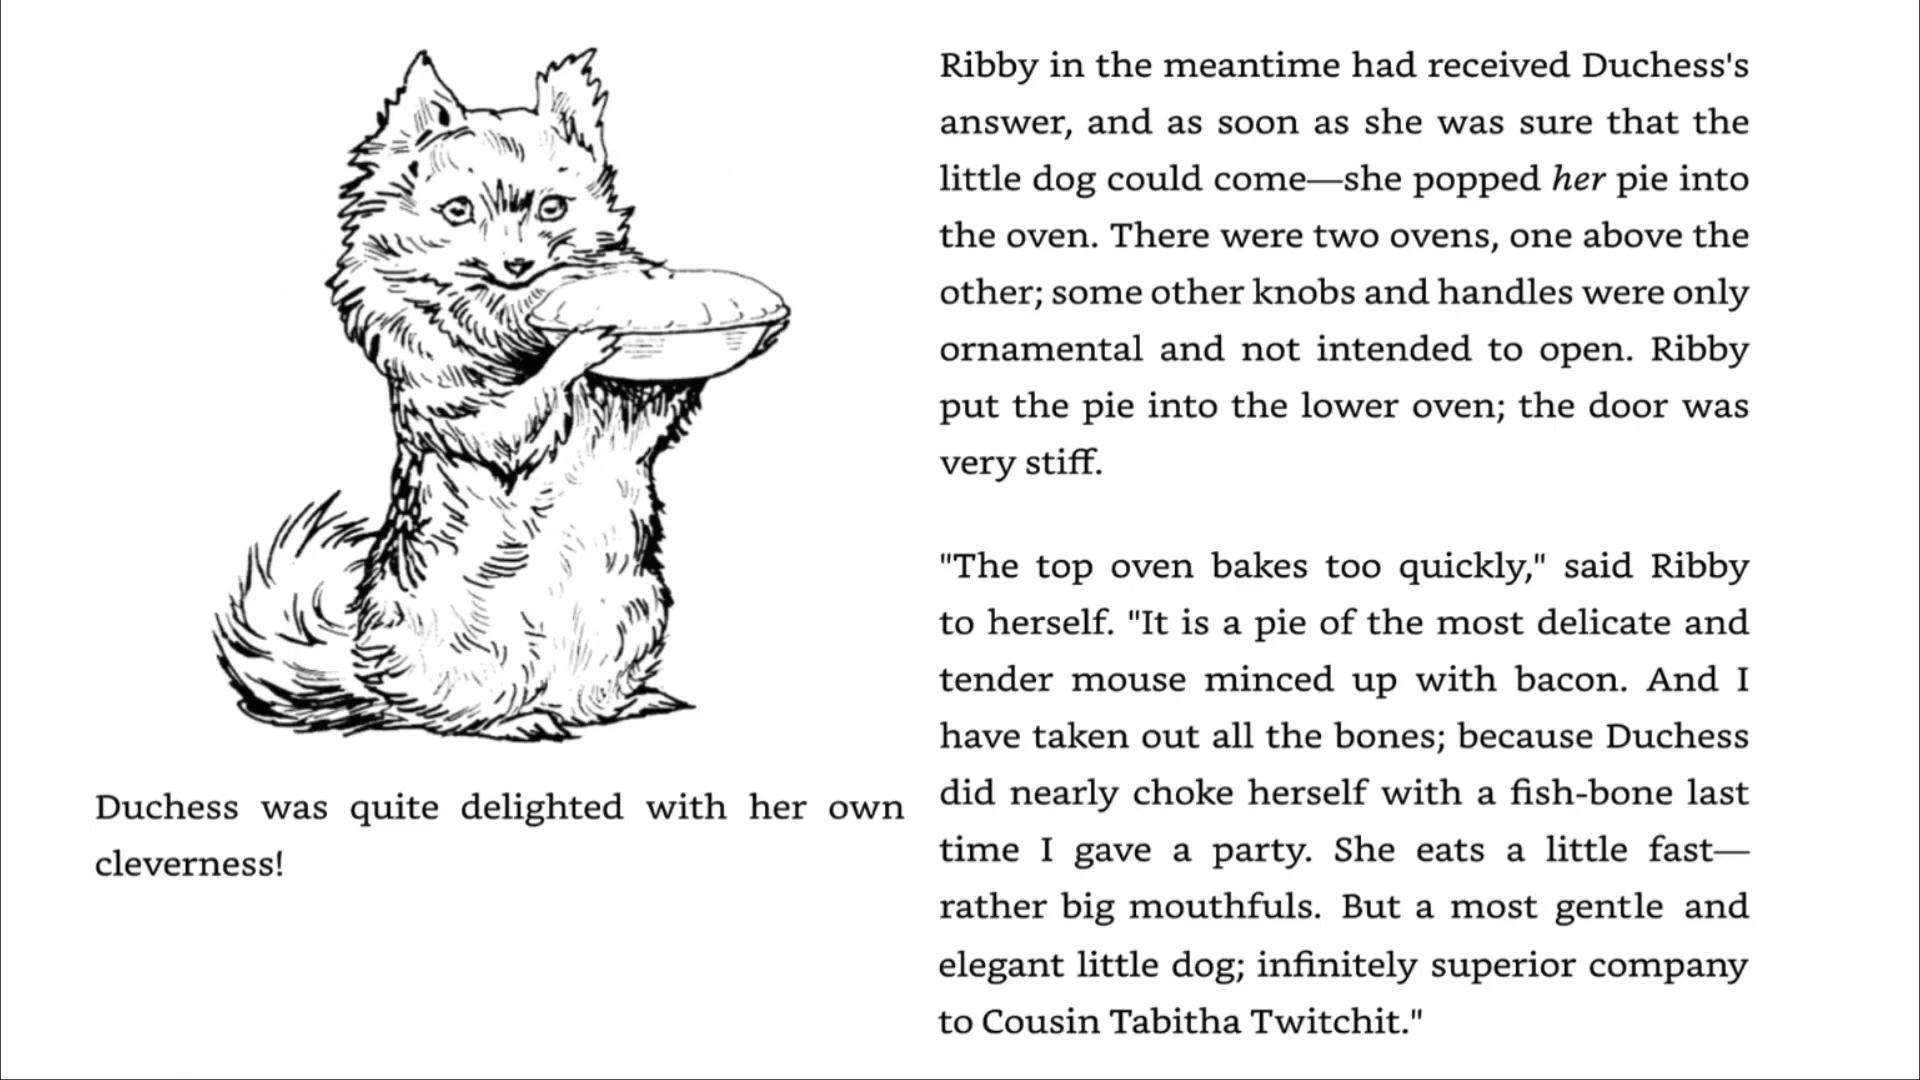 Duchess was quite delighted with her own
cleverness!
Ribby in the meantime had received Duchess's
answer, and as soon as she was sure that the
little dog could come—she popped her pie into
the oven. There were two ovens, one above the
other; some other knobs and handles were only
ornamental and not intended to open. Ribby
put the pie into the lower oven; the door was
very stiff.
"The top oven bakes too quickly," said Ribby
to herself. "It is a pie of the most delicate and
tender mouse minced up with bacon. And I
have taken out all the bones; because Duchess
did nearly choke herself with a fish-bone last
time I gave a party. She eats a little fast—
rather big mouthfuls. But a most gentle and
elegant little dog; infinitely superior company
to Cousin Tabitha Twitchit."